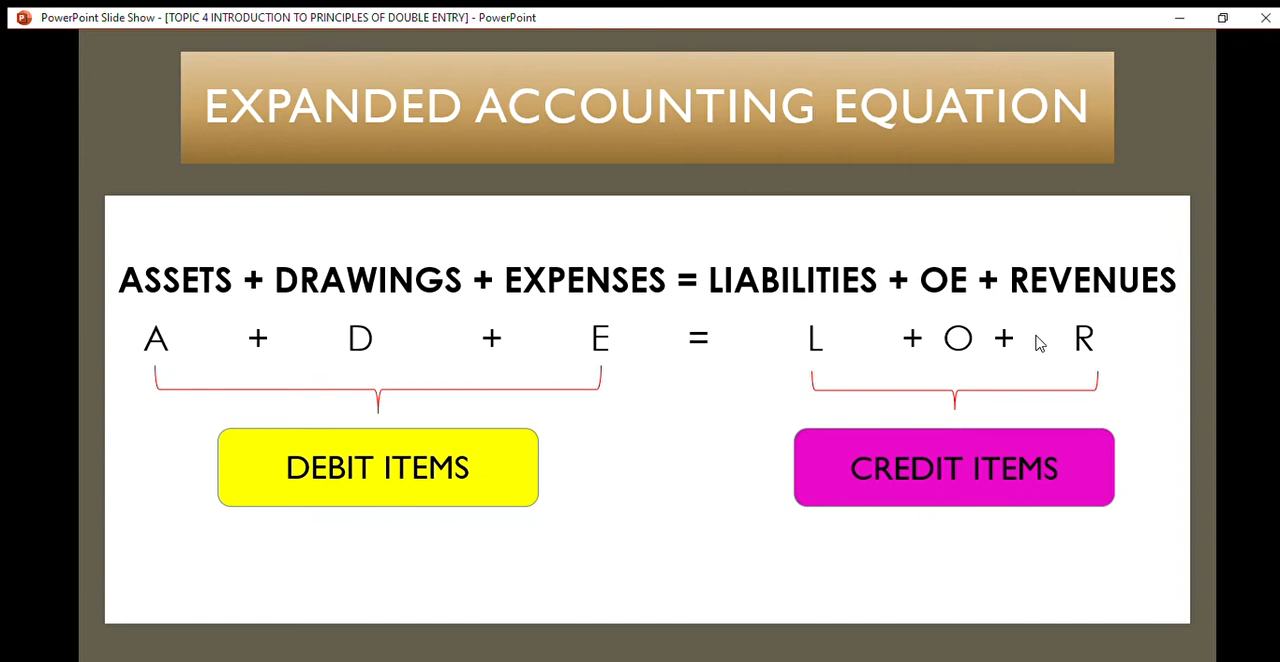 PowerPoint Slide Show - [TOPIC 4 INTRODUCTION TO PRINCIPLES OF DOUBLE ENTRY] - PowerPoint
EXPANDED ACCOUNTING EQUATION
ASSETS + DRAWINGS + EXPENSES = LIABILITIES + OE + REVENUES
A + D + E = L + O + R
DEBIT ITEMS
CREDIT ITEMS